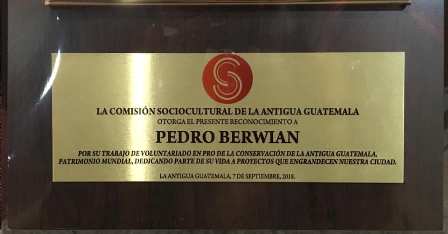 S
LA COMISIÓN SOCIOCULTURAL DE LA ANTIGUA GUATEMALA
OTORGA EL PRESENTE RECONOCIMIENTO A
PEDRO BERWIAN
POR SU TRABAJO DE VOLUNTARIADO EN PRO DE LA CONSERVACIÓN DE LA ANTIGUA GUATEMALA,
PATRIMONIO MUNDIAL, DEDICANDO PARTE DE SU VIDA A PROYECTOS QUE ENGRANDECEN NUESTRA CIUDAD.
LA ANTIGUA GUATEMALA, 7 DE SEPTIEMBRE, 2018.